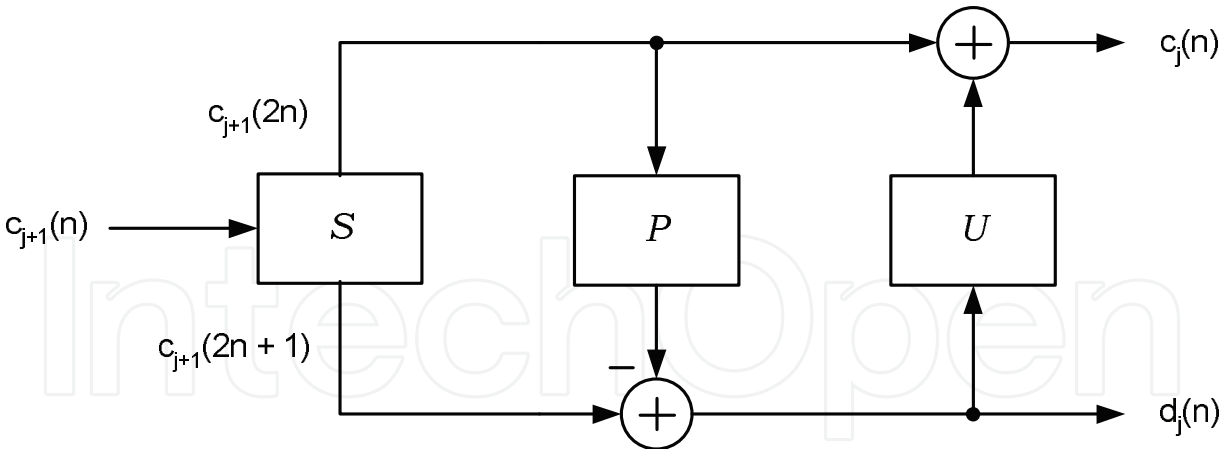 c_{j+1}(2n)
c_j(n)
c_{j+1}(n)
S
P
U
c_{j+1}(2n + 1)
−
+
+
d_j(n)
IntechOpen